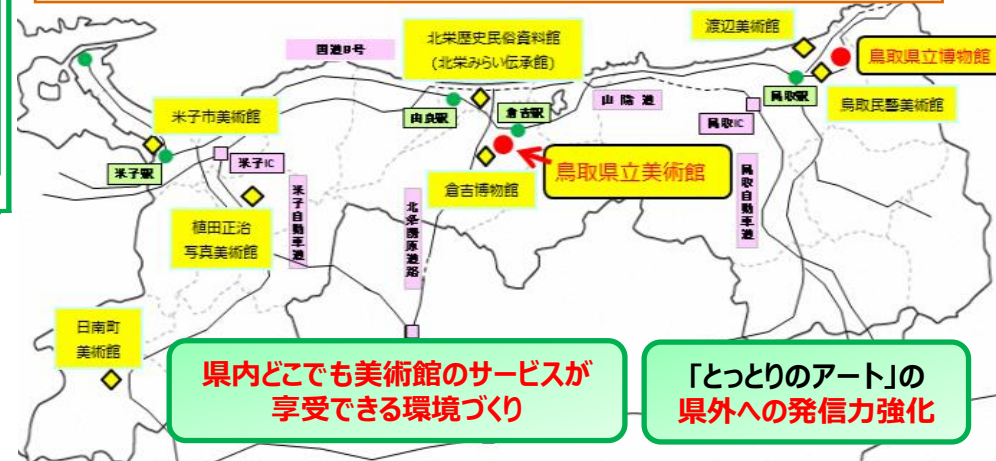 渡辺美術館
国道9号
北栄歴史民俗資料館
(北栄みらい伝承館)
鳥取県立博物館
米子市美術館
由良駅
倉吉駅
山陰道
鳥取駅
鳥取民藝美術館
鳥取IC
米子駅
米子IC
鳥取県立美術館
倉吉博物館
植田正治
写真美術館
米子自動車道
北条湯原道路
鳥取自動車道
日南町
美術館
県内どこでも美術館のサービスが
享受できる環境づくり
「とっとりのアート」の
県外への発信力強化